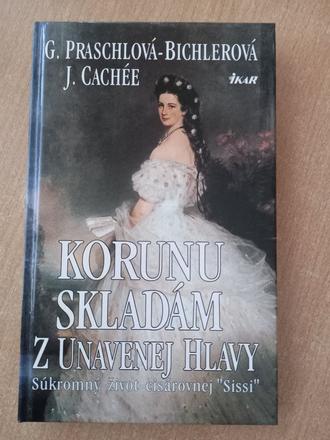 G. PRASCHLOVÁ-BICHLEROVÁ
J. CACHÉE
IKAR
KORUNU
SKLADÁM
Z UNAVENEJ HLAVY
Súkromný život cisárovnej "Sissi"